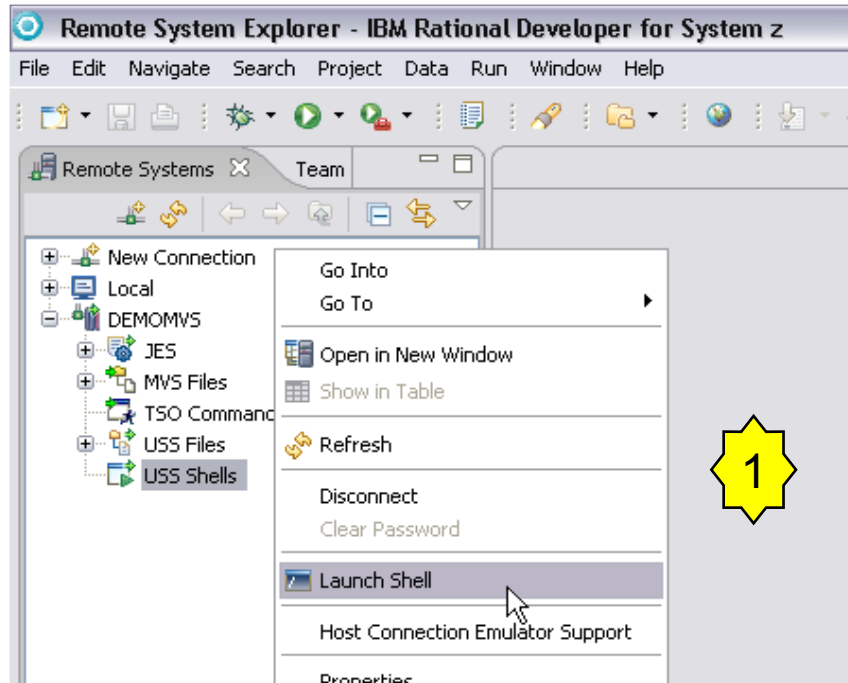 Remote System Explorer - IBM Rational Developer for System z
File Edit Navigate Search Project Data Run Window Help
Remote Systems Team
New Connection
Local
DEMOMVS
JES
MVS Files
TSO Command
USS Files
USS Shells
Go Into
Go To
Open in New Window
Show in Table
Refresh
Disconnect
Clear Password
Launch Shell
Host Connection Emulator Support
Properties
1